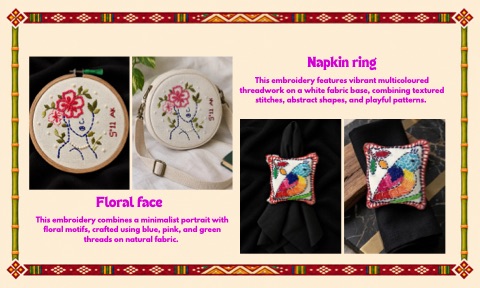 Napkin ring
This embroidery features vibrant multicoloured
threadwork on a white fabric base, combining textured
stitches, abstract shapes, and playful patterns.
Floral face
This embroidery combines a minimalist portrait with
floral motifs, crafted using blue, pink, and green
threads on natural fabric.